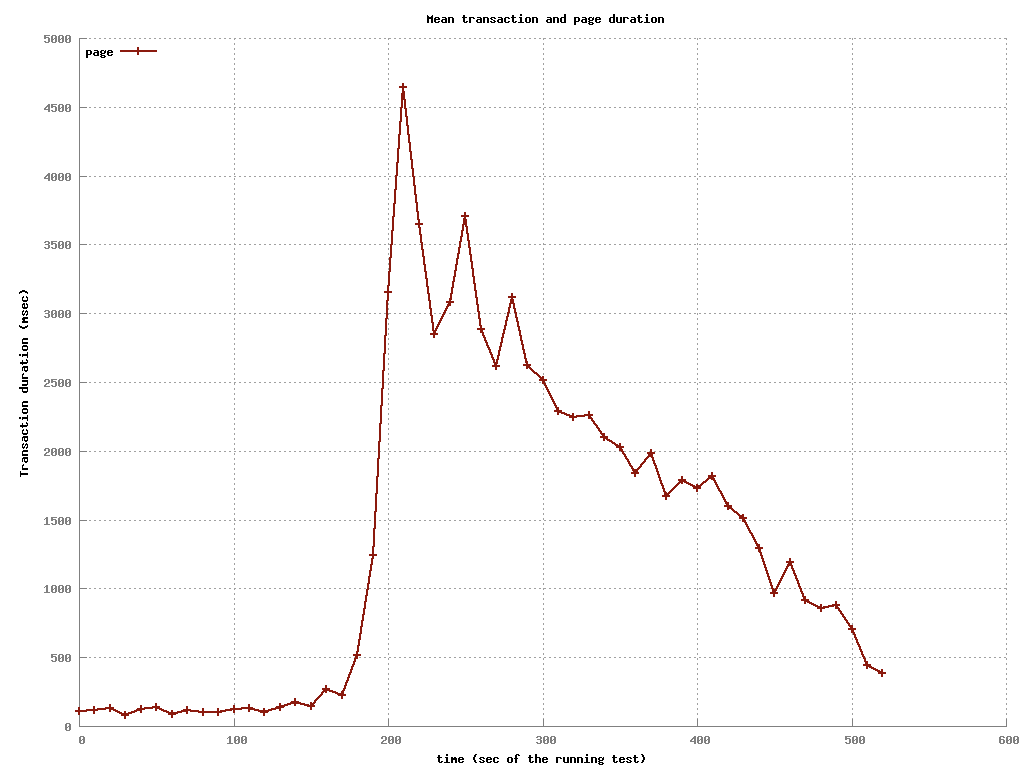 Mean transaction and page duration
page
5000
4500
4000
3500
3000
2500
2000
1500
1000
500
0
Transaction duration (msec)
0 100 200 300 400 500 600
time (sec of the running test)